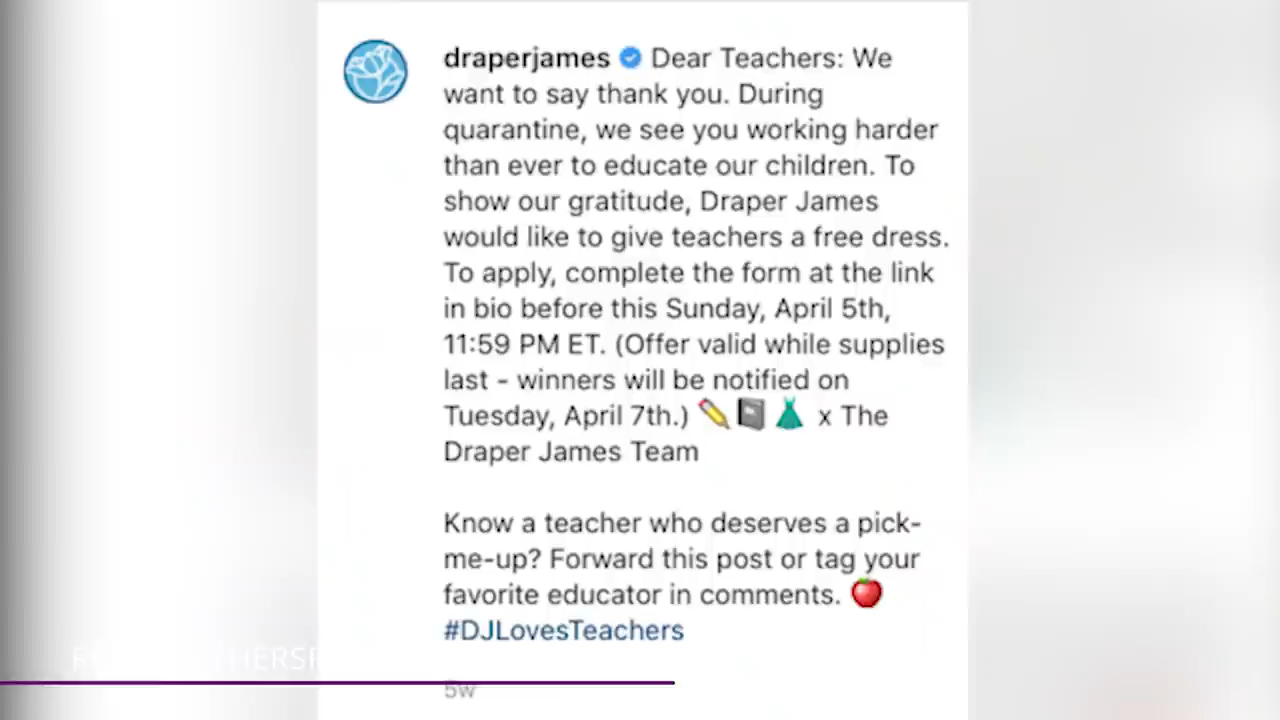 draperjames Dear Teachers: We
want to say thank you. During
quarantine, we see you working harder
than ever to educate our children. To
show our gratitude, Draper James
would like to give teachers a free dress.
To apply, complete the form at the link
in bio before this Sunday, April 5th,
11:59 PM ET. (Offer valid while supplies
last - winners will be notified on
Tuesday, April 7th.) ✏️📓👗 x The
Draper James Team
Know a teacher who deserves a pick-
me-up? Forward this post or tag your
favorite educator in comments. 🍎
#DJLovesTeachers
5w